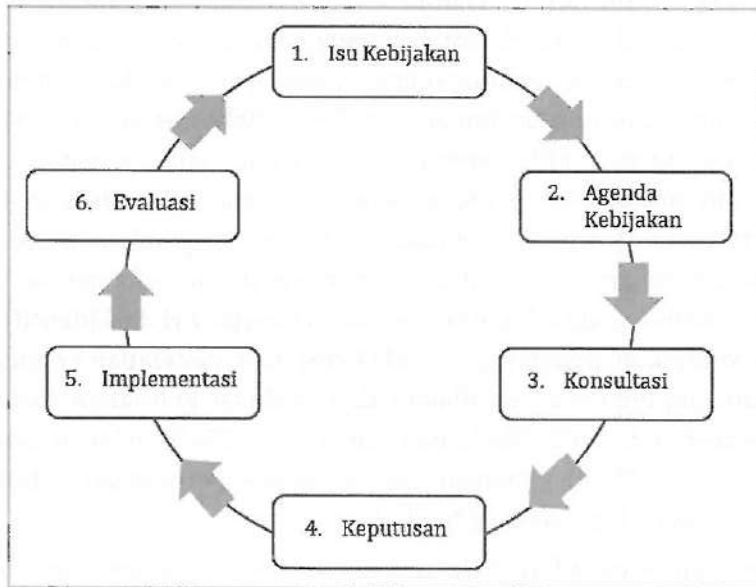 1. Isu Kebijakan
2. Agenda
Kebijakan
3. Konsultasi
4. Keputusan
5. Implementasi
6. Evaluasi